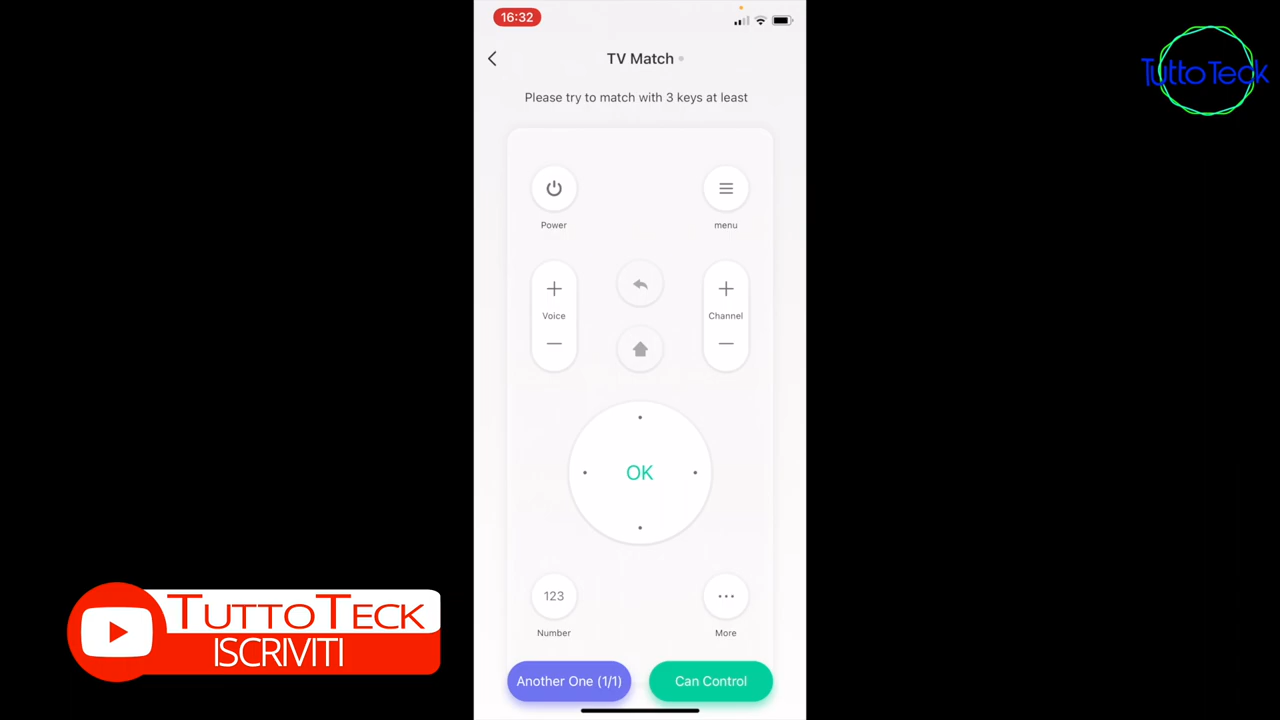 16:32
TV Match
Please try to match with 3 keys at least
Power
menu
Voice
Channel
OK
123
Number
More
Another One (1/1)
Can Control
TuttoTeck
TUTTOTECK
ISCRIVITI